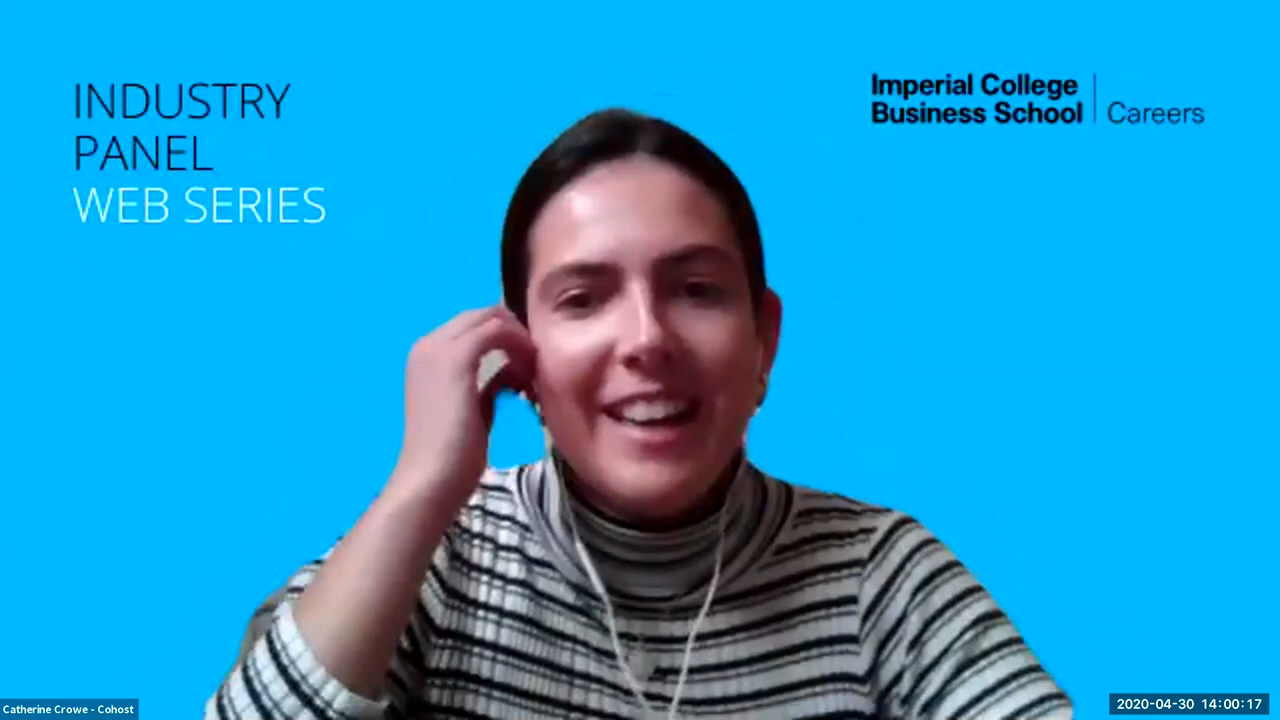 INDUSTRY
PANEL
WEB SERIES
Imperial College
Business School | Careers
Catherine Crowe - Cohost
2020-04-30 14:00:17